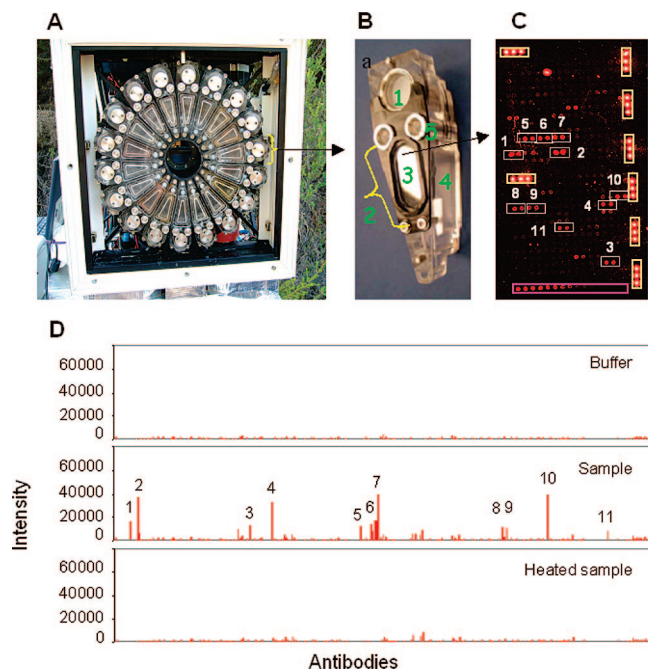 A
B
C
a
1
5
3
4
2
5 6 7
1
2
10
8 9
4
11
3
D
60000
40000
20000
0
Buffer
60000
40000
20000
0
Sample
1 2 3 4 5 6 7 8 9 10 11
60000
40000
20000
0
Heated sample
Intensity
Antibodies